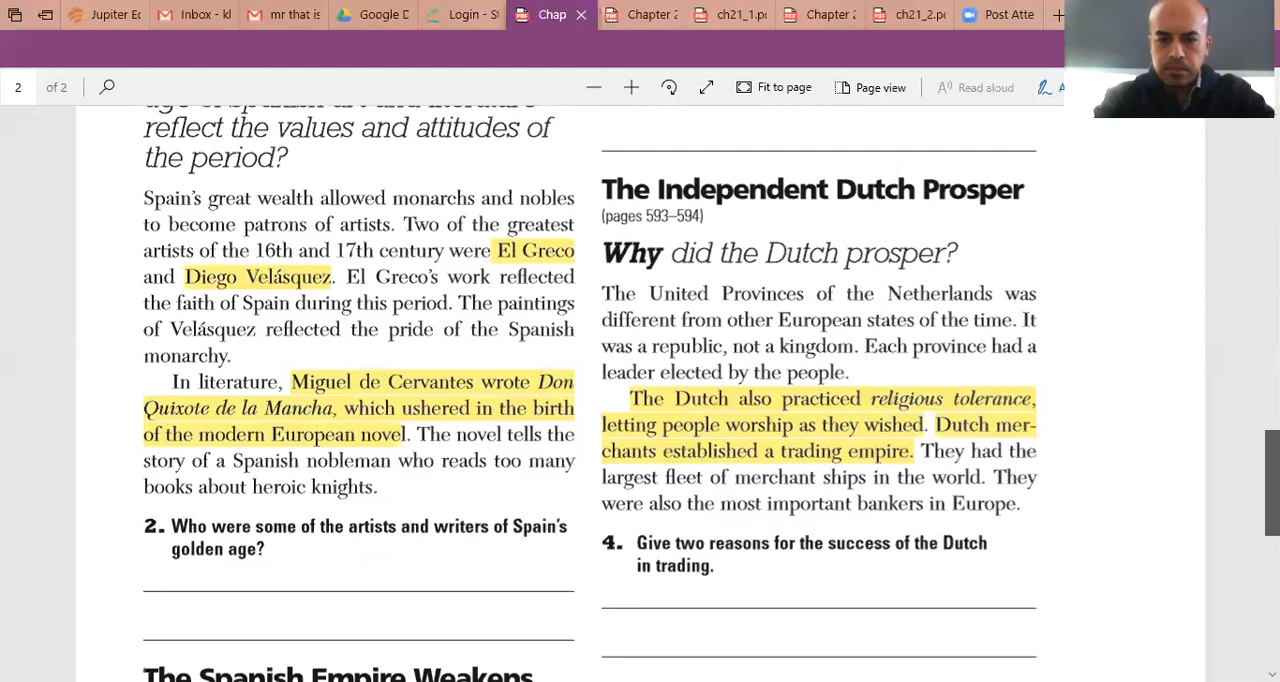 Jupiter Ec
Inbox - kl
mr that is
Google D
Login - S
Chap
Chapter 2
ch21_1.p
Chapter 2
ch21_2.p
Post Atte
2 of 2
Fit to page
Page view
Read aloud
age of Spanish art and literature
reflect the values and attitudes of
the period?
Spain's great wealth allowed monarchs and nobles
to become patrons of artists. Two of the greatest
artists of the 16th and 17th century were El Greco
and Diego Velásquez. El Greco's work reflected
the faith of Spain during this period. The paintings
of Velásquez reflected the pride of the Spanish
monarchy.
In literature, Miguel de Cervantes wrote Don
Quixote de la Mancha, which ushered in the birth
of the modern European novel. The novel tells the
story of a Spanish nobleman who reads too many
books about heroic knights.
2. Who were some of the artists and writers of Spain's
golden age?
The Spanish Empire Weakens
The Independent Dutch Prosper
(pages 593–594)
Why did the Dutch prosper?
The United Provinces of the Netherlands was
different from other European states of the time. It
was a republic, not a kingdom. Each province had a
leader elected by the people.
The Dutch also practiced religious tolerance,
letting people worship as they wished. Dutch mer-
chants established a trading empire. They had the
largest fleet of merchant ships in the world. They
were also the most important bankers in Europe.
4. Give two reasons for the success of the Dutch
in trading.